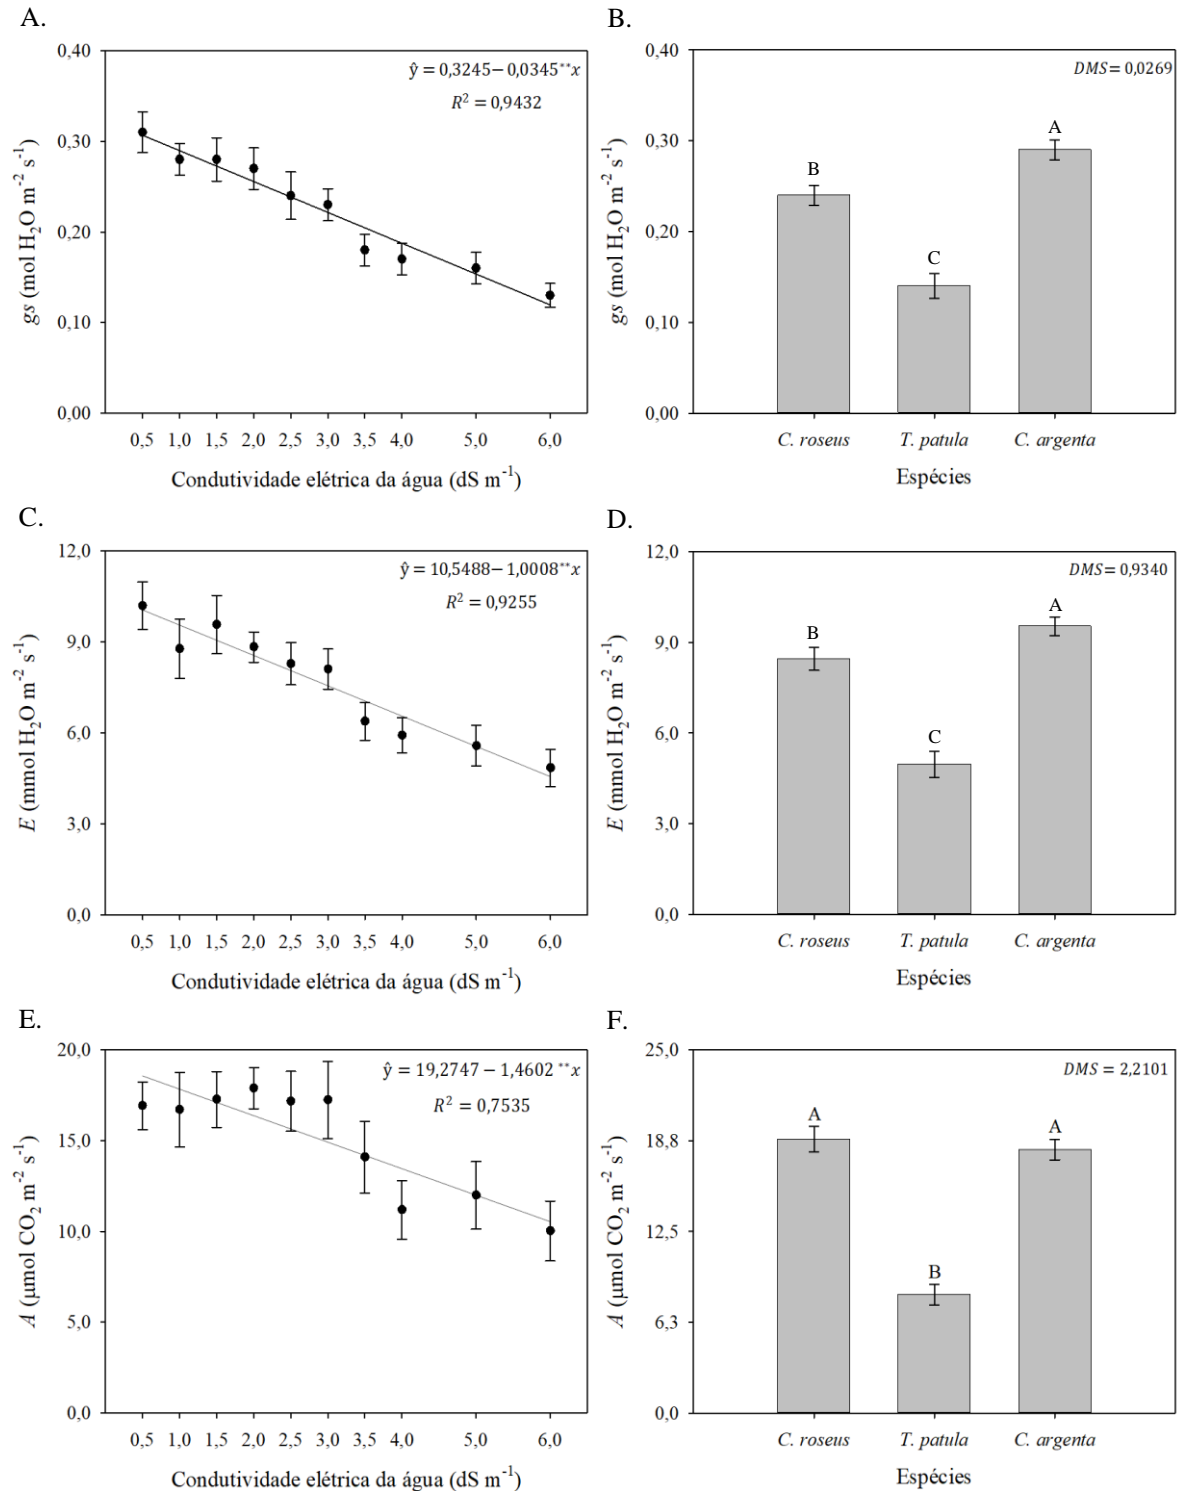 A.
ŷ = 0,3245−0,0345**x
R² = 0,9432
gs (mol H₂O m⁻² s⁻¹)
0,40
0,30
0,20
0,10
0,00
0,5 1,0 1,5 2,0 2,5 3,0 3,5 4,0 5,0 6,0
Condutividade elétrica da água (dS m⁻¹)
B.
DMS = 0,0269
gs (mol H₂O m⁻² s⁻¹)
0,40
0,30
0,20
0,10
0,00
B
C
A
C. roseus T. patula C. argenta
Espécies
C.
ŷ = 10,5488−1,0008**x
R² = 0,9255
E (mmol H₂O m⁻² s⁻¹)
12,0
9,0
6,0
3,0
0,0
0,5 1,0 1,5 2,0 2,5 3,0 3,5 4,0 5,0 6,0
Condutividade elétrica da água (dS m⁻¹)
D.
DMS = 0,9340
E (mmol H₂O m⁻² s⁻¹)
12,0
9,0
6,0
3,0
0,0
B
C
A
C. roseus T. patula C. argenta
Espécies
E.
ŷ = 19,2747 − 1,4602 **x
R² = 0,7535
A (μmol CO₂ m⁻² s⁻¹)
20,0
15,0
10,0
5,0
0,0
0,5 1,0 1,5 2,0 2,5 3,0 3,5 4,0 5,0 6,0
Condutividade elétrica da água (dS m⁻¹)
F.
DMS = 2,2101
A (μmol CO₂ m⁻² s⁻¹)
25,0
18,8
12,5
6,3
0,0
A
B
A
C. roseus T. patula C. argenta
Espécies